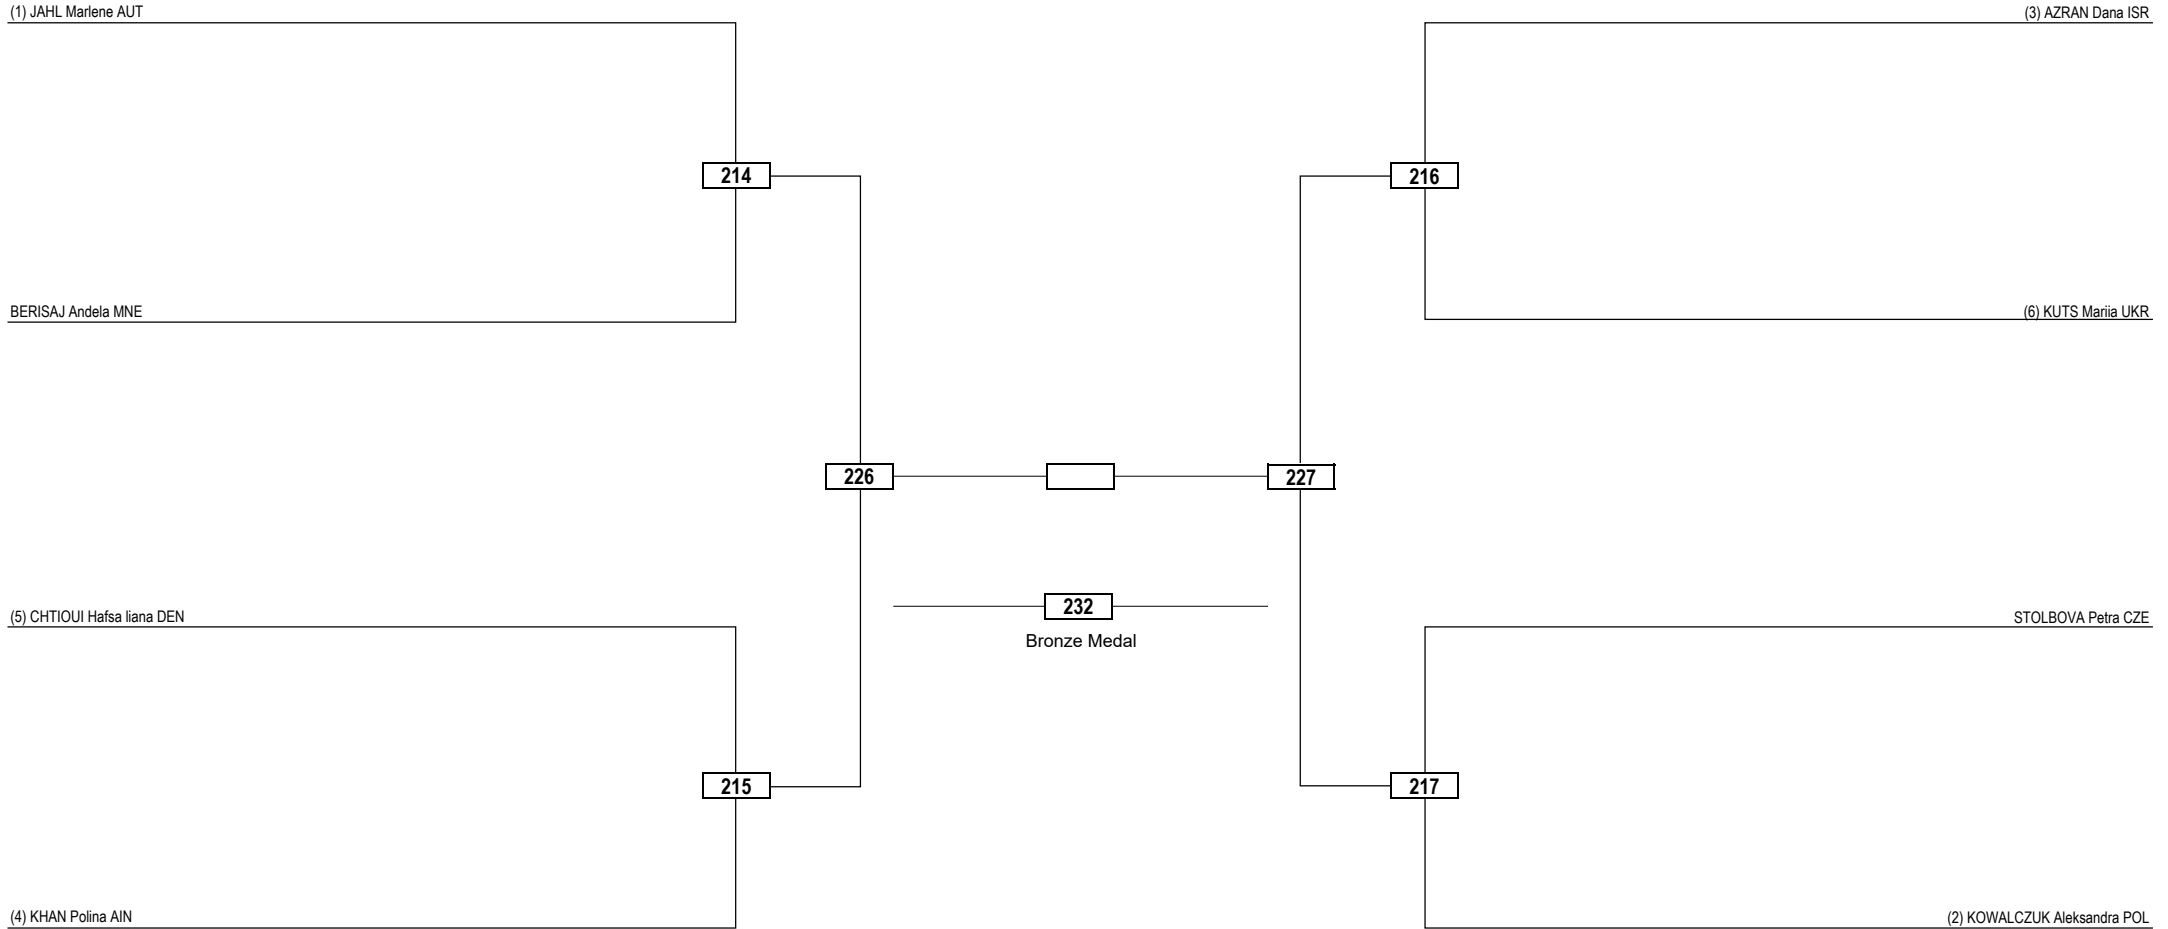 (1) JAHL Marlene AUT
(3) AZRAN Dana ISR
214
216
BERISAJ Andela MNE
(6) KUTS Mariia UKR
226
227
232
Bronze Medal
(5) CHTIOUI Hafsa liana DEN
STOLBOVA Petra CZE
215
217
(4) KHAN Polina AIN
(2) KOWALCZUK Aleksandra POL